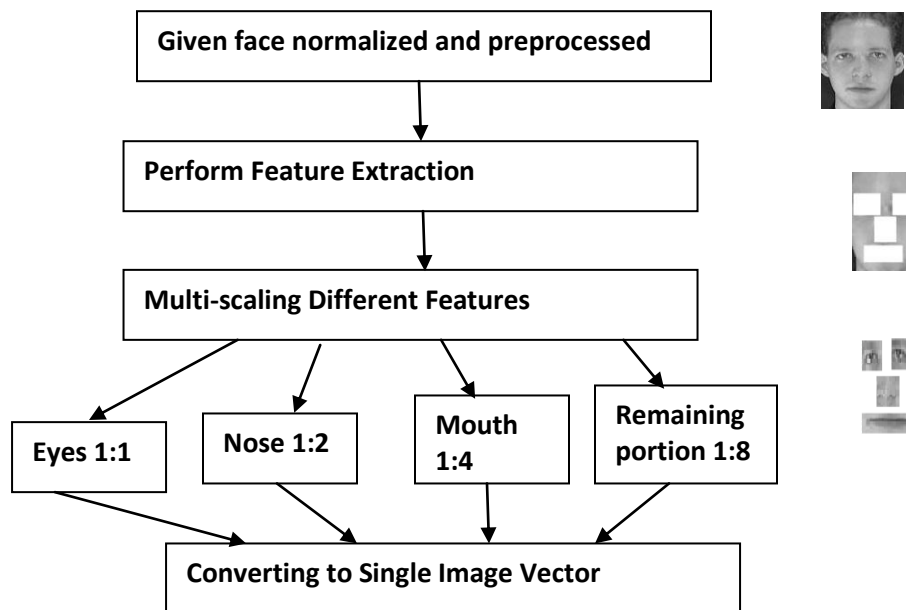 Given face normalized and preprocessed
Perform Feature Extraction
Multi-scaling Different Features
Eyes 1:1
Nose 1:2
Mouth
1:4
Remaining
portion 1:8
Converting to Single Image Vector